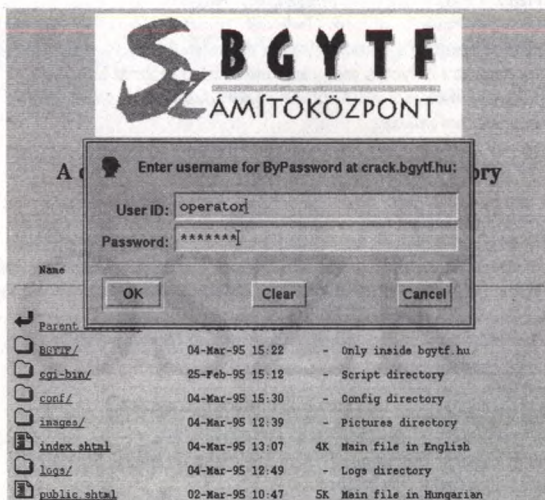 BGYTF
SZÁMÍTÓKÖZPONT
A
ory
Enter username for ByPassword at crack.bgytf.hu:
User ID: operator
Password: *******
Name
OK Clear Cancel
Parent
BGYTF/ 04-Mar-95 15:22 - Only inside bgytf.hu
cgi-bin/ 25-Feb-95 15:12 - Script directory
conf/ 04-Mar-95 15:30 - Config directory
images/ 04-Mar-95 12:39 - Pictures directory
index.shtml 04-Mar-95 13:07 4K Main file in English
logs/ 04-Mar-95 12:49 - Logs directory
public.shtml 02-Mar-95 10:47 5K Main file in Hungarian